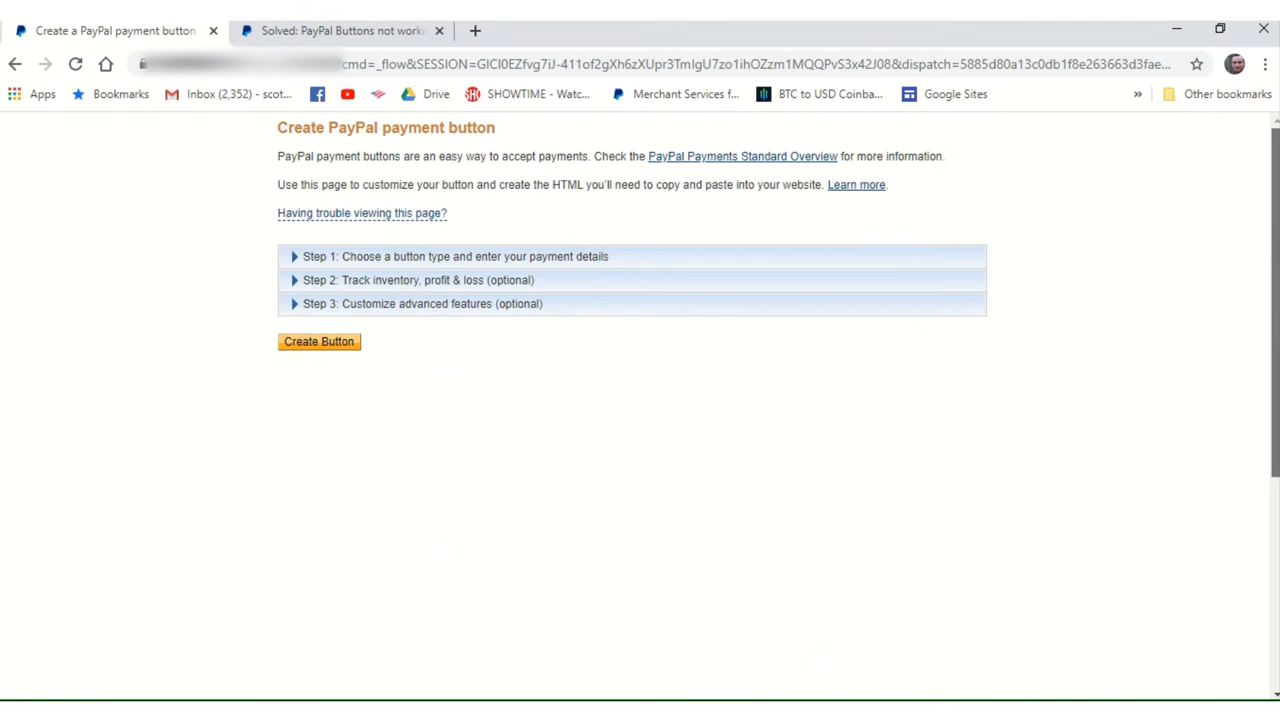 Create a PayPal payment button
Solved: PayPal Buttons not work
cmd=_flow&SESSION=GICI0EZfvg7iJ-411of2gXh6zXUpr3TmIgU7zo1ihOZzm1MQQPvS3x42J08&dispatch=5885d80a13c0db1f8e263663d3fae...
Apps Bookmarks Inbox (2,352) - scot... Drive SHOWTIME - Watc... Merchant Services f... BTC to USD Coinba... Google Sites » Other bookmarks
Create PayPal payment button
PayPal payment buttons are an easy way to accept payments. Check the PayPal Payments Standard Overview for more information.
Use this page to customize your button and create the HTML you'll need to copy and paste into your website. Learn more.
Having trouble viewing this page?
Step 1: Choose a button type and enter your payment details
Step 2: Track inventory, profit & loss (optional)
Step 3: Customize advanced features (optional)
Create Button